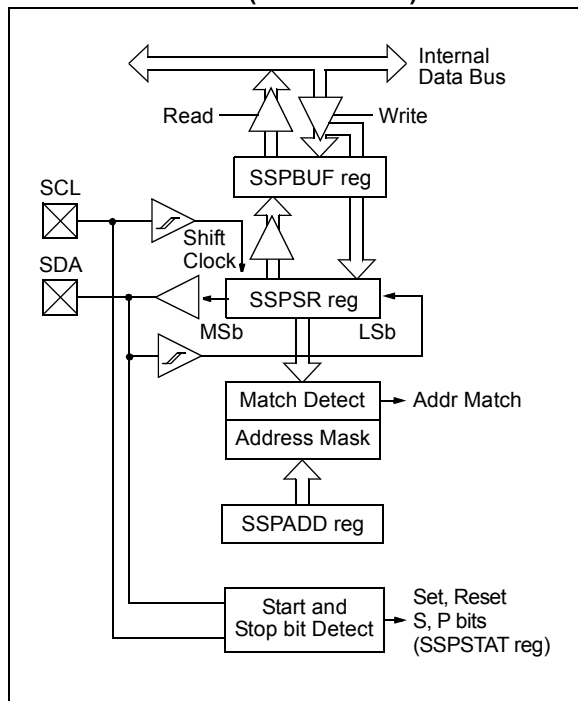 Internal
Data Bus
Read
Write
SSPBUF reg
SCL
Shift
Clock
SDA
SSPSR reg
MSb
LSb
Match Detect
Addr Match
Address Mask
SSPADD reg
Start and
Stop bit Detect
Set, Reset
S, P bits
(SSPSTAT reg)